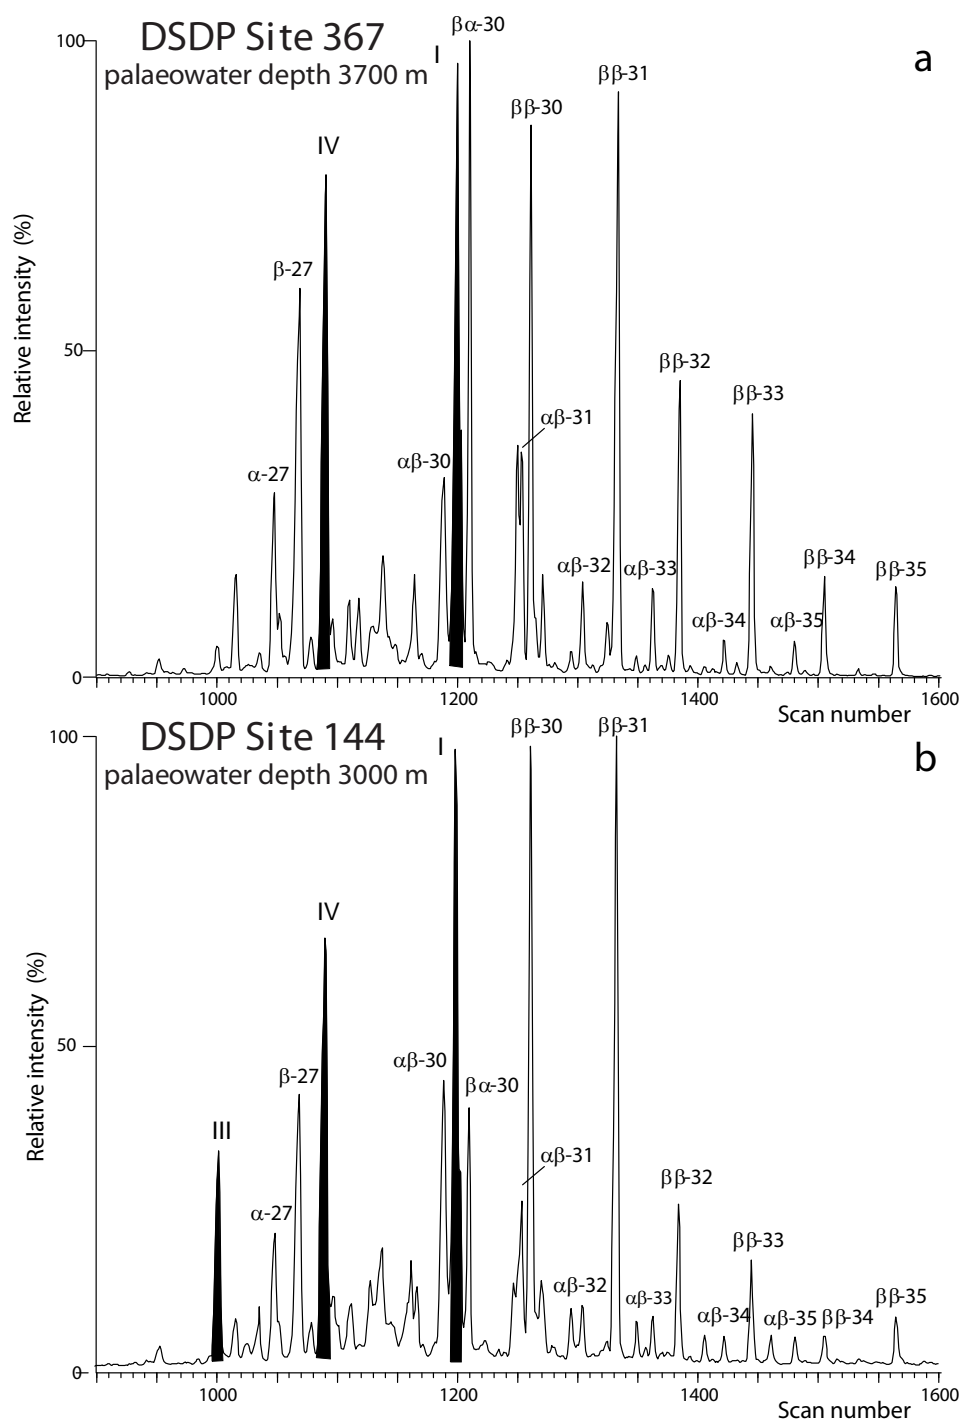 βα-30
DSDP Site 367
palaeowater depth 3700 m
a
I
100
ββ-31
ββ-30
IV
Relative intensity (%)
β-27
50
ββ-32
ββ-33
αβ-31
αβ-30
α-27
αβ-32
αβ-33
ββ-34
ββ-35
αβ-34
αβ-35
0
1000
1200
1400
1600
Scan number
DSDP Site 144
palaeowater depth 3000 m
b
I
100
ββ-30
ββ-31
IV
Relative intensity (%)
50
αβ-30
β-27
βα-30
III
αβ-31
ββ-32
α-27
ββ-33
αβ-32
αβ-33
αβ-34
αβ-35
ββ-34
ββ-35
0
1000
1200
1400
1600
Scan number